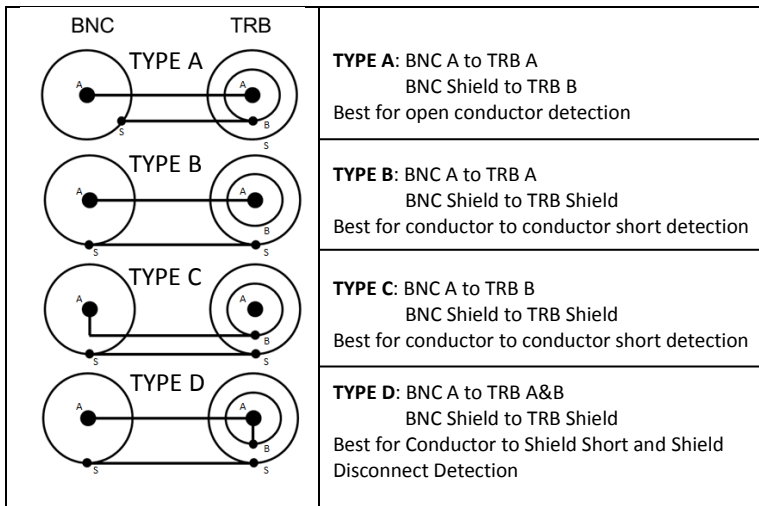 BNC TRB
TYPE A
A A
S B
S
TYPE A: BNC A to TRB A
BNC Shield to TRB B
Best for open conductor detection
TYPE B
A A
B
S S
TYPE B: BNC A to TRB A
BNC Shield to TRB Shield
Best for conductor to conductor short detection
TYPE C
A A
B
S S
TYPE C: BNC A to TRB B
BNC Shield to TRB Shield
Best for conductor to conductor short detection
TYPE D
A A
B
S S
TYPE D: BNC A to TRB A&B
BNC Shield to TRB Shield
Best for Conductor to Shield Short and Shield
Disconnect Detection